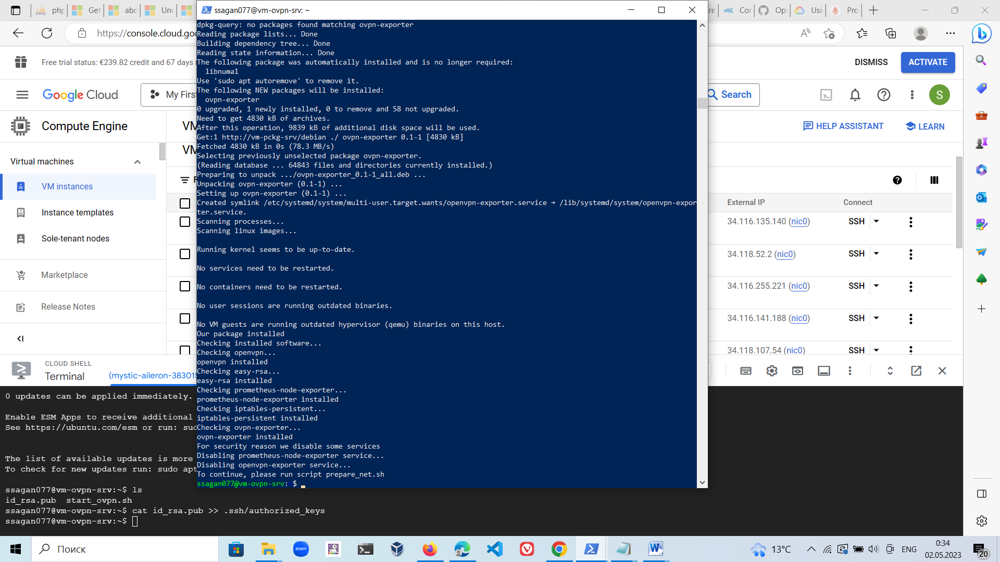 php
Get
abo
Unc
ssagan077@vm-ovpn-srv: ~
Con
Ope
Usin
Pro
https://console.cloud.goo
Free trial status: €239.82 credit and 67 days
DISMISS
ACTIVATE
Google Cloud
My First
Search
S
Compute Engine
VM
HELP ASSISTANT
LEARN
Virtual machines
VM
VM instances
Instance templates
Sole-tenant nodes
Marketplace
Release Notes
External IP
Connect
34.116.135.140 (nic0)
SSH
34.118.52.2 (nic0)
SSH
34.116.255.221 (nic0)
SSH
34.116.141.188 (nic0)
SSH
34.118.107.54 (nic0)
SSH
dpkg-query: no packages found matching ovpn-exporter
Reading package lists... Done
Building dependency tree... Done
Reading state information... Done
The following package was automatically installed and is no longer required:
libnuma1
Use 'sudo apt autoremove' to remove it.
The following NEW packages will be installed:
ovpn-exporter
0 upgraded, 1 newly installed, 0 to remove and 58 not upgraded.
Need to get 4830 kB of archives.
After this operation, 9839 kB of additional disk space will be used.
Get:1 http://vm-pckg-srv/debian ./ ovpn-exporter 0.1-1 [4830 kB]
Fetched 4830 kB in 0s (78.3 MB/s)
Selecting previously unselected package ovpn-exporter.
(Reading database ... 64843 files and directories currently installed.)
Preparing to unpack .../ovpn-exporter_0.1-1_all.deb ...
Unpacking ovpn-exporter (0.1-1) ...
Setting up ovpn-exporter (0.1-1) ...
Created symlink /etc/systemd/system/multi-user.target.wants/openvpn-exporter.service → /lib/systemd/system/openvpn-expor
ter.service.
Scanning processes...
Scanning linux images...
Running kernel seems to be up-to-date.
No services need to be restarted.
No containers need to be restarted.
No user sessions are running outdated binaries.
No VM guests are running outdated hypervisor (qemu) binaries on this host.
Our package installed
Checking installed software...
Checking openvpn...
openvpn installed
Checking easy-rsa...
easy-rsa installed
Checking prometheus-node-exporter...
prometheus-node-exporter installed
Checking iptables-persistent...
iptables-persistent installed
Checking ovpn-exporter...
ovpn-exporter installed
For security reason we disable some services
Disabling prometheus-node-exporter service...
Disabling openvpn-exporter service...
To continue, please run script prepare_net.sh
ssagan077@vm-ovpn-srv: $
CLOUD SHELL
Terminal
(mystic-aileron-383015
0 updates can be applied immediately.
Enable ESM Apps to receive additional
See https://ubuntu.com/esm or run: sud
The list of available updates is more
To check for new updates run: sudo apt
ssagan077@vm-ovpn-srv:~$ ls
id_rsa.pub start_ovpn.sh
ssagan077@vm-ovpn-srv:~$ cat id_rsa.pub >> .ssh/authorized_keys
ssagan077@vm-ovpn-srv:~$
Поиск
zoom
13°C
ENG
0:34
02.05.2023
20